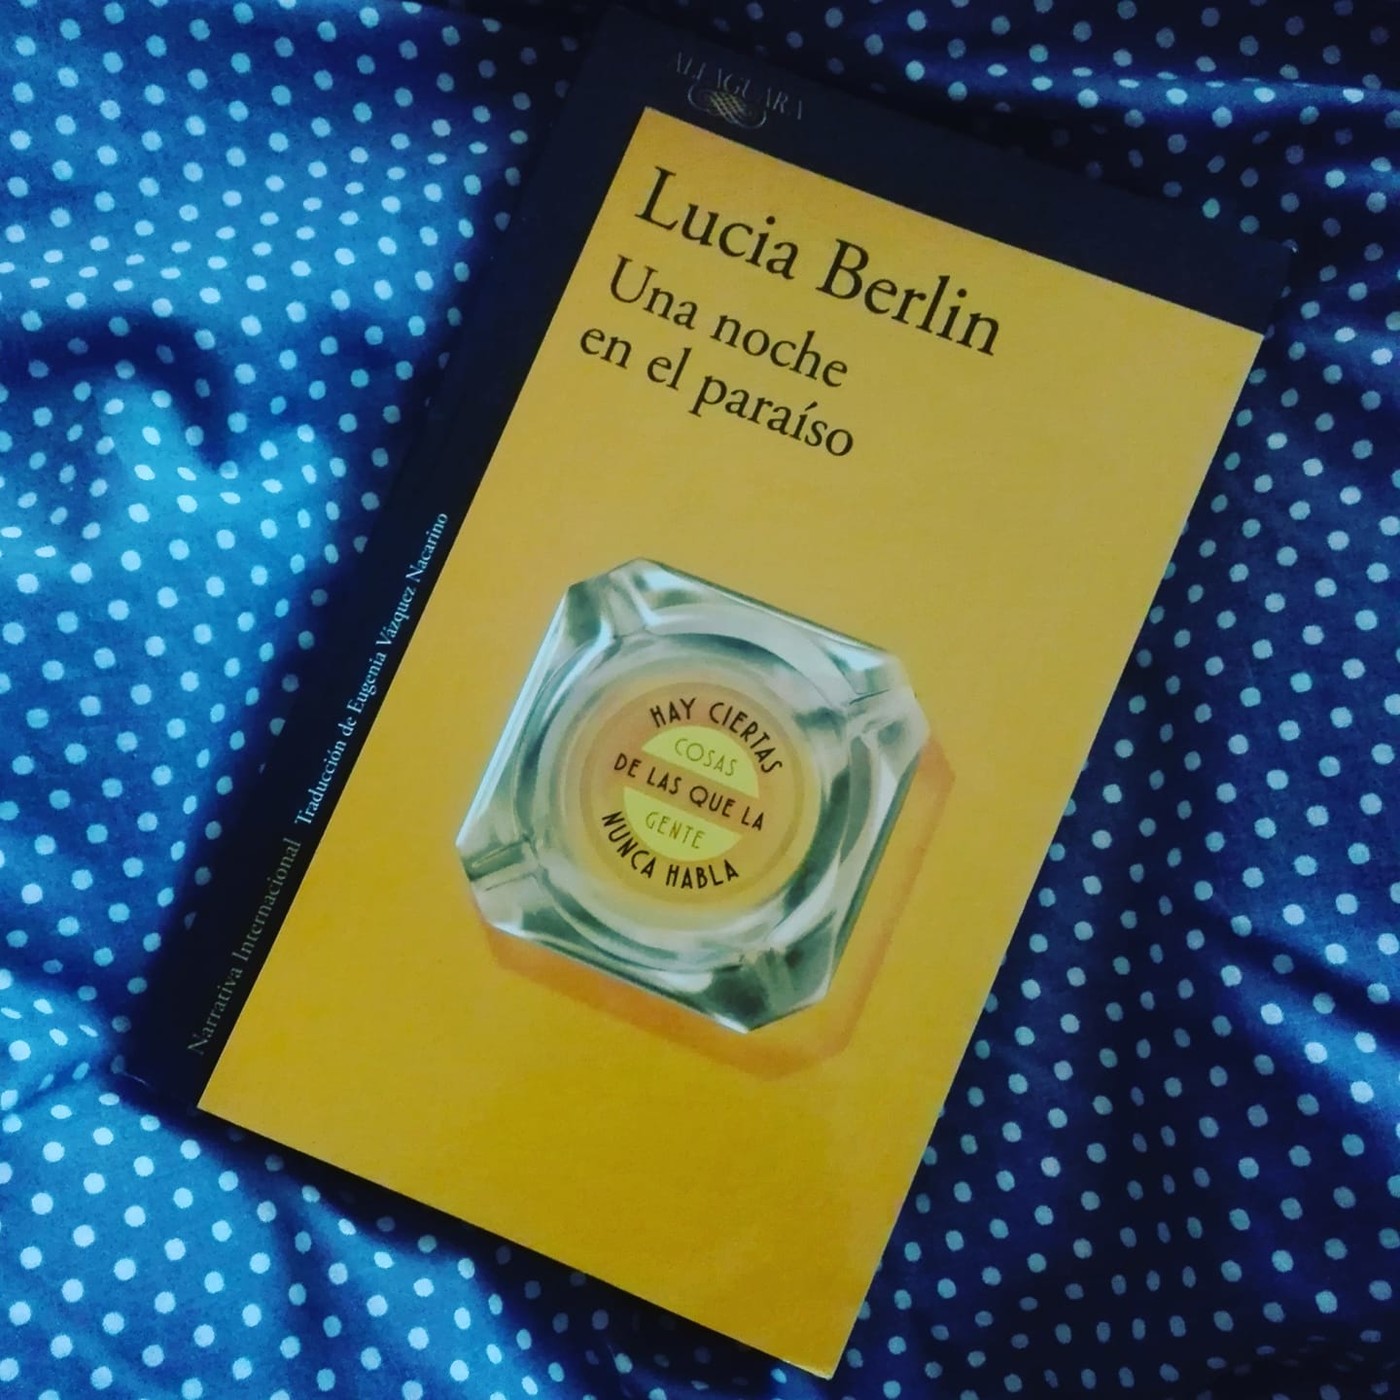 ALFAGUARA
Lucia Berlin
Una noche
en el paraíso
HAY CIERTAS
COSAS
DE LAS QUE LA
GENTE
NUNCA HABLA
Narrativa Internacional Traducción de Eugenia Vázquez Nacarino